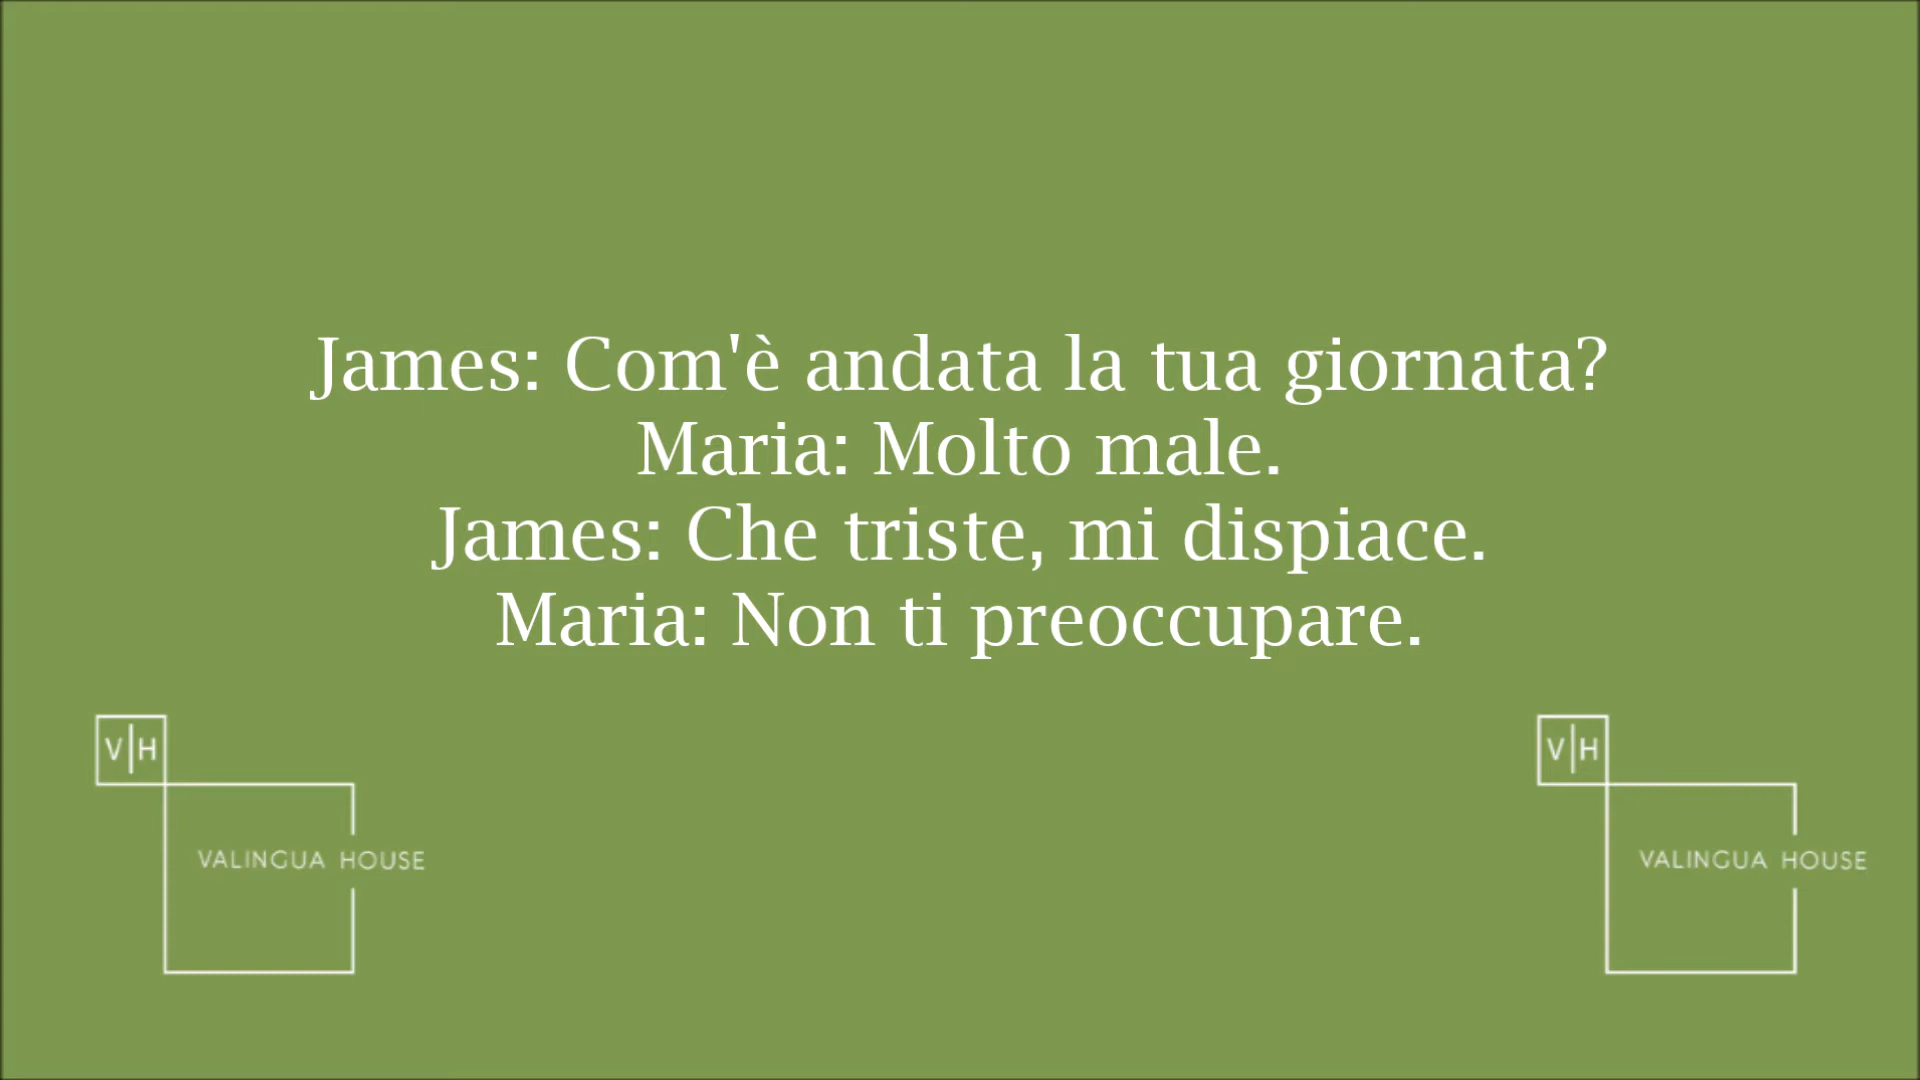 James: Com'è andata la tua giornata?
Maria: Molto male.
James: Che triste, mi dispiace.
Maria: Non ti preoccupare.
V|H
VALINGUA HOUSE
V|H
VALINGUA HOUSE